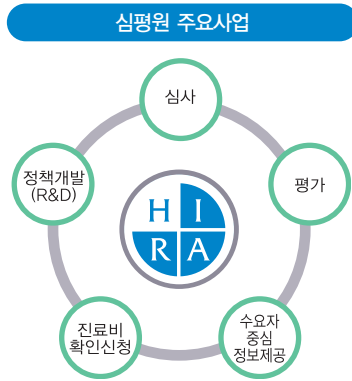 심평원 주요사업
심사
정책개발
(R&D)
평가
H I
R A
진료비
확인신청
수요자
중심
정보제공